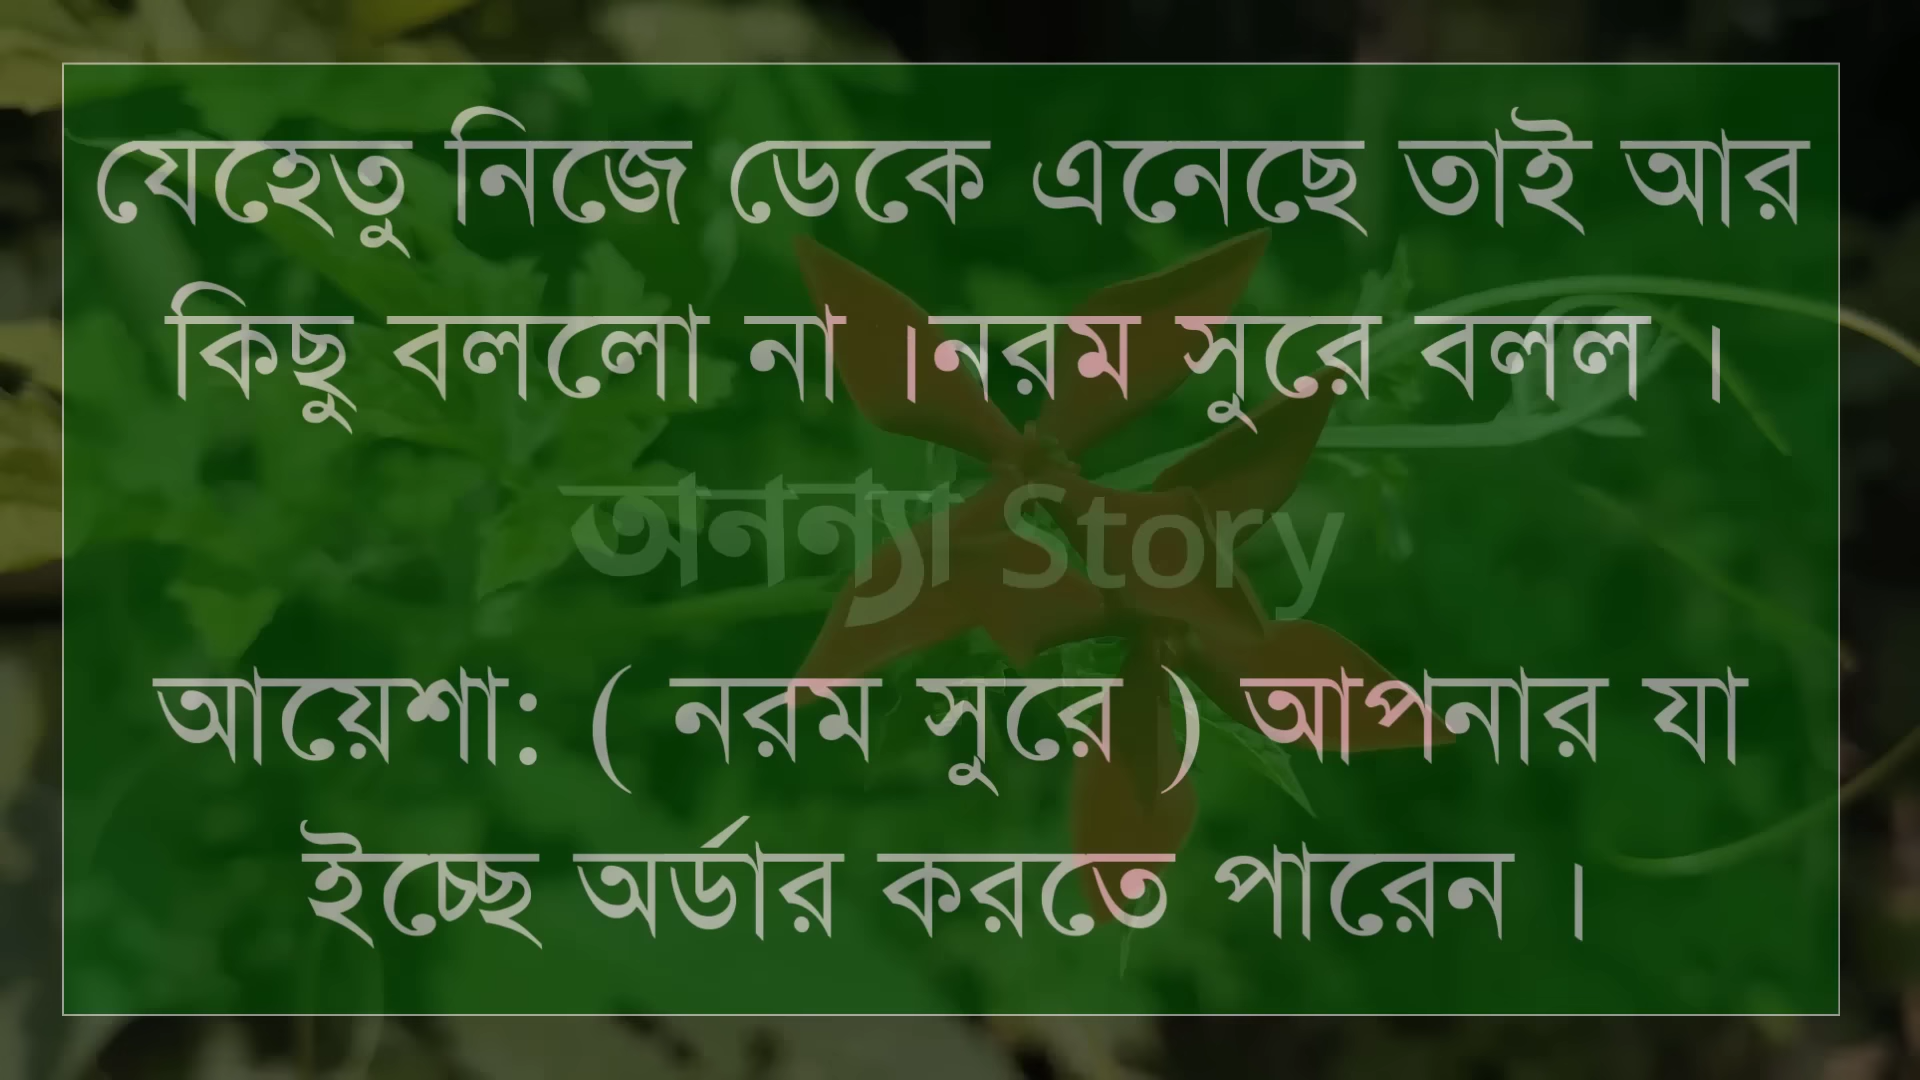 যেহেতু নিজে ডেকে এনেছে তাই আর
কিছু বললো না ।নরম সুরে বলল ।
অনন্যা Story
আয়েশা: ( নরম সুরে ) আপনার যা
ইচ্ছে অর্ডার করতে পারেন ।